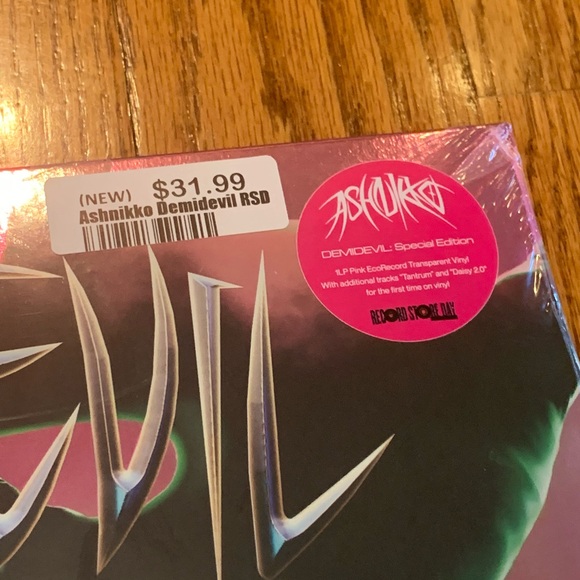 (NEW) $31.99
Ashnikko Demidevil RSD
ASHNIKKO
DEMIDEVIL: Special Edition
1LP Pink EcoRecord Transparent Vinyl
With additional tracks "Tantrum" and "Daisy 2.0"
for the first time on vinyl
RECORD STORE DAY
EVIL